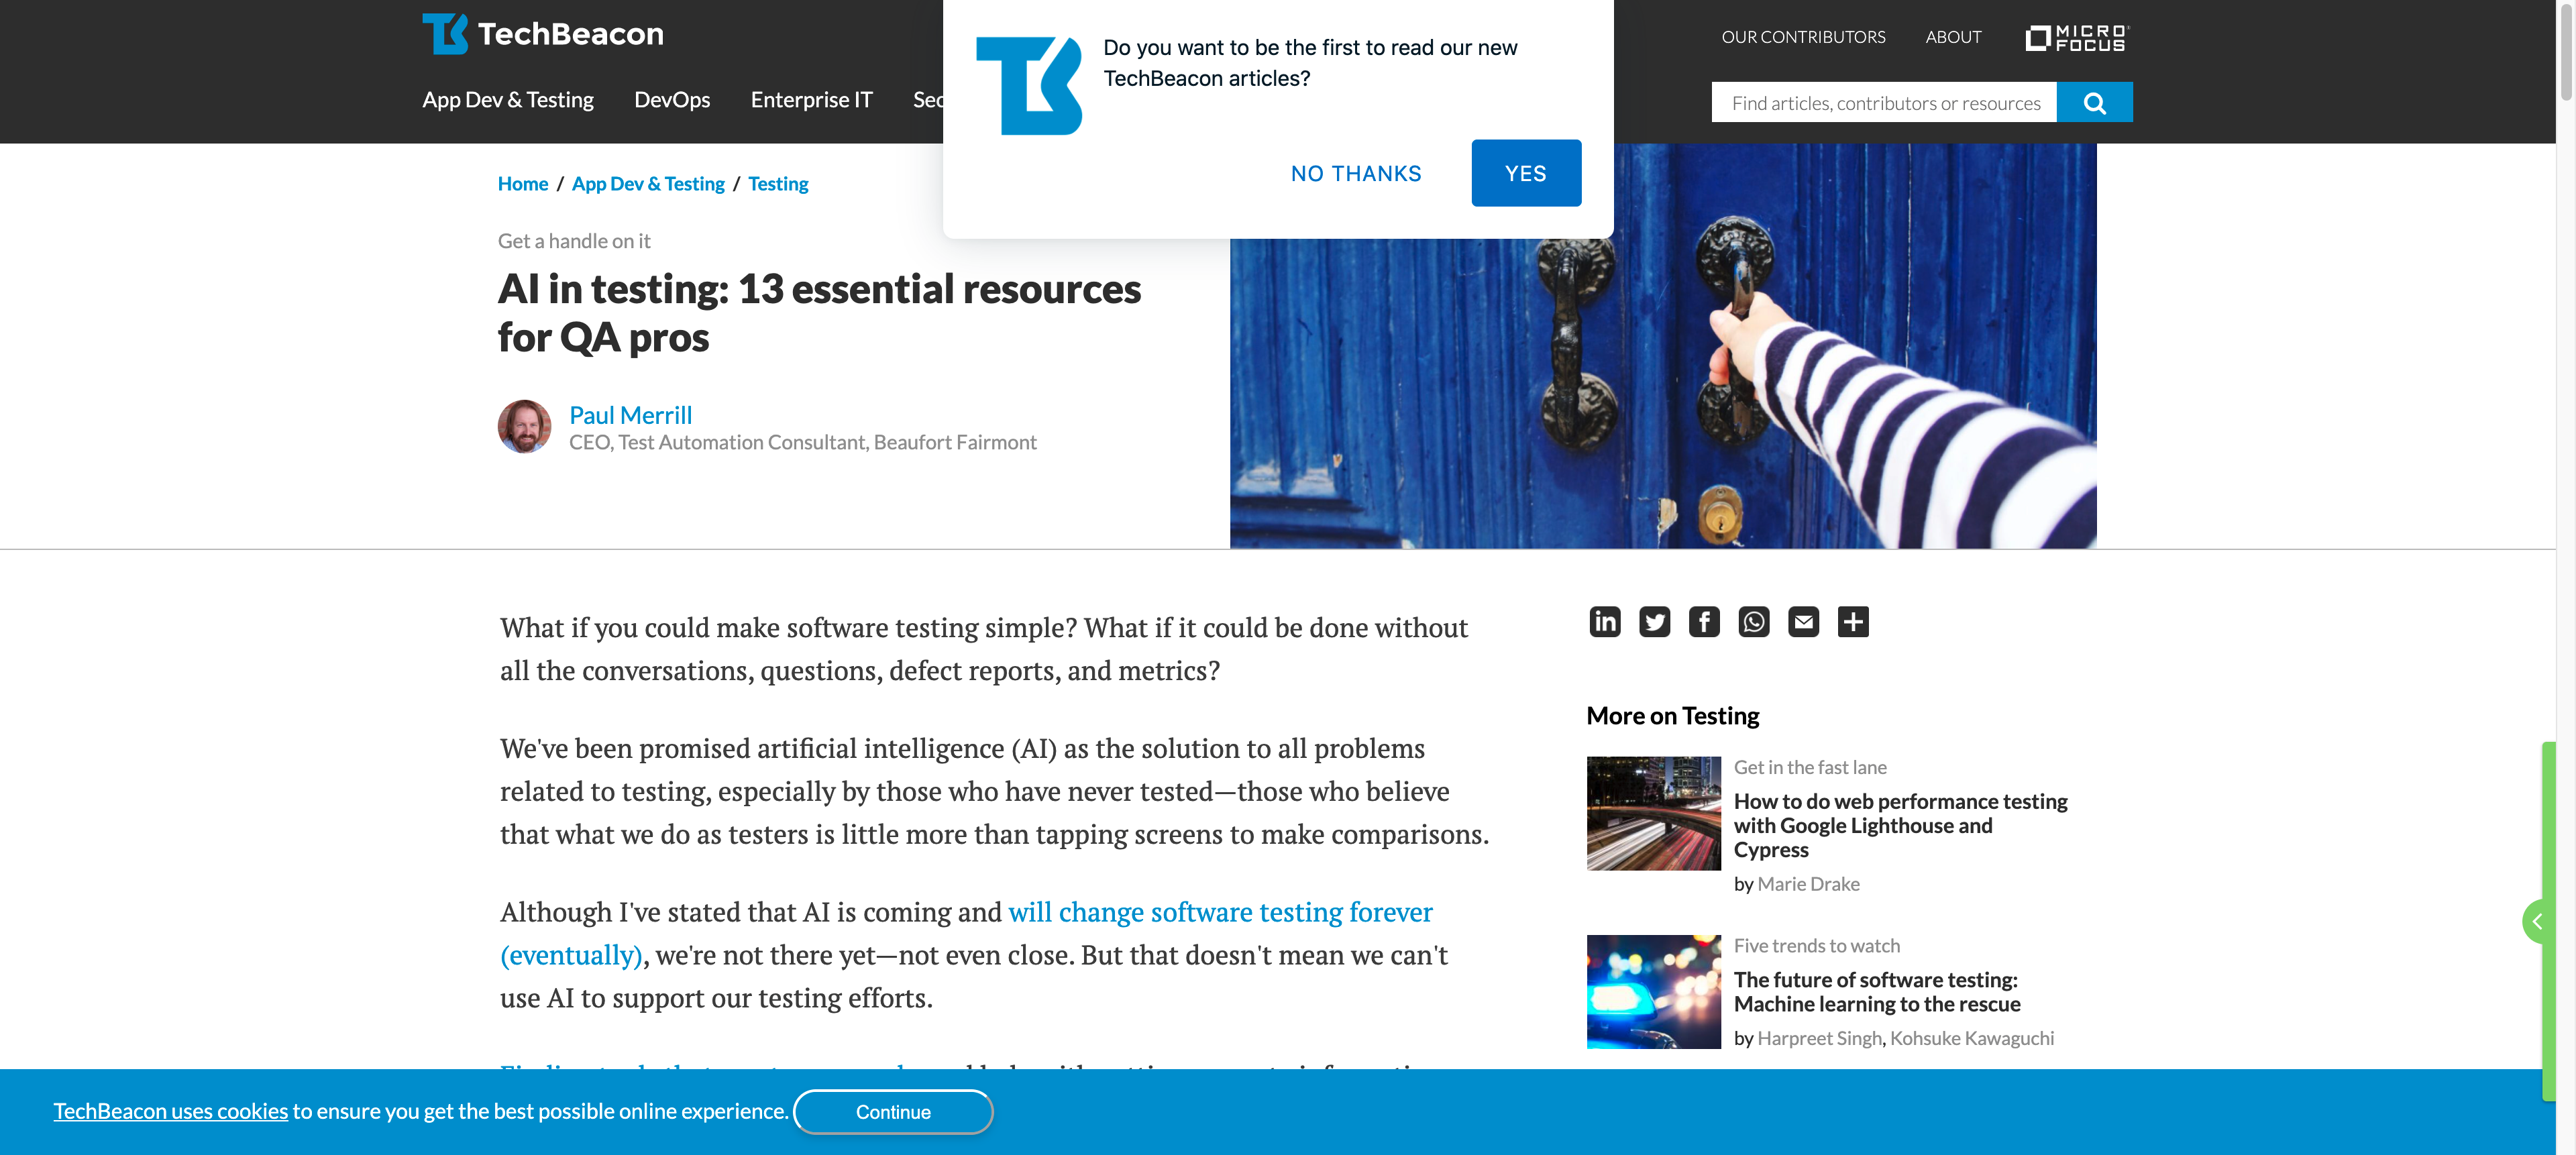 TechBeacon
App Dev & Testing DevOps Enterprise IT
Do you want to be the first to read our new
TechBeacon articles?
NO THANKS YES
OUR CONTRIBUTORS ABOUT MICRO
FOCUS
Find articles, contributors or resources
Home / App Dev & Testing / Testing
Get a handle on it
AI in testing: 13 essential resources
for QA pros
Paul Merrill
CEO, Test Automation Consultant, Beaufort Fairmont
What if you could make software testing simple? What if it could be done without
all the conversations, questions, defect reports, and metrics?
We've been promised artificial intelligence (AI) as the solution to all problems
related to testing, especially by those who have never tested—those who believe
that what we do as testers is little more than tapping screens to make comparisons.
Although I've stated that AI is coming and will change software testing forever
(eventually), we're not there yet—not even close. But that doesn't mean we can't
use AI to support our testing efforts.
More on Testing
Get in the fast lane
How to do web performance testing
with Google Lighthouse and
Cypress
by Marie Drake
Five trends to watch
The future of software testing:
Machine learning to the rescue
by Harpreet Singh, Kohsuke Kawaguchi
TechBeacon uses cookies to ensure you get the best possible online experience. Continue